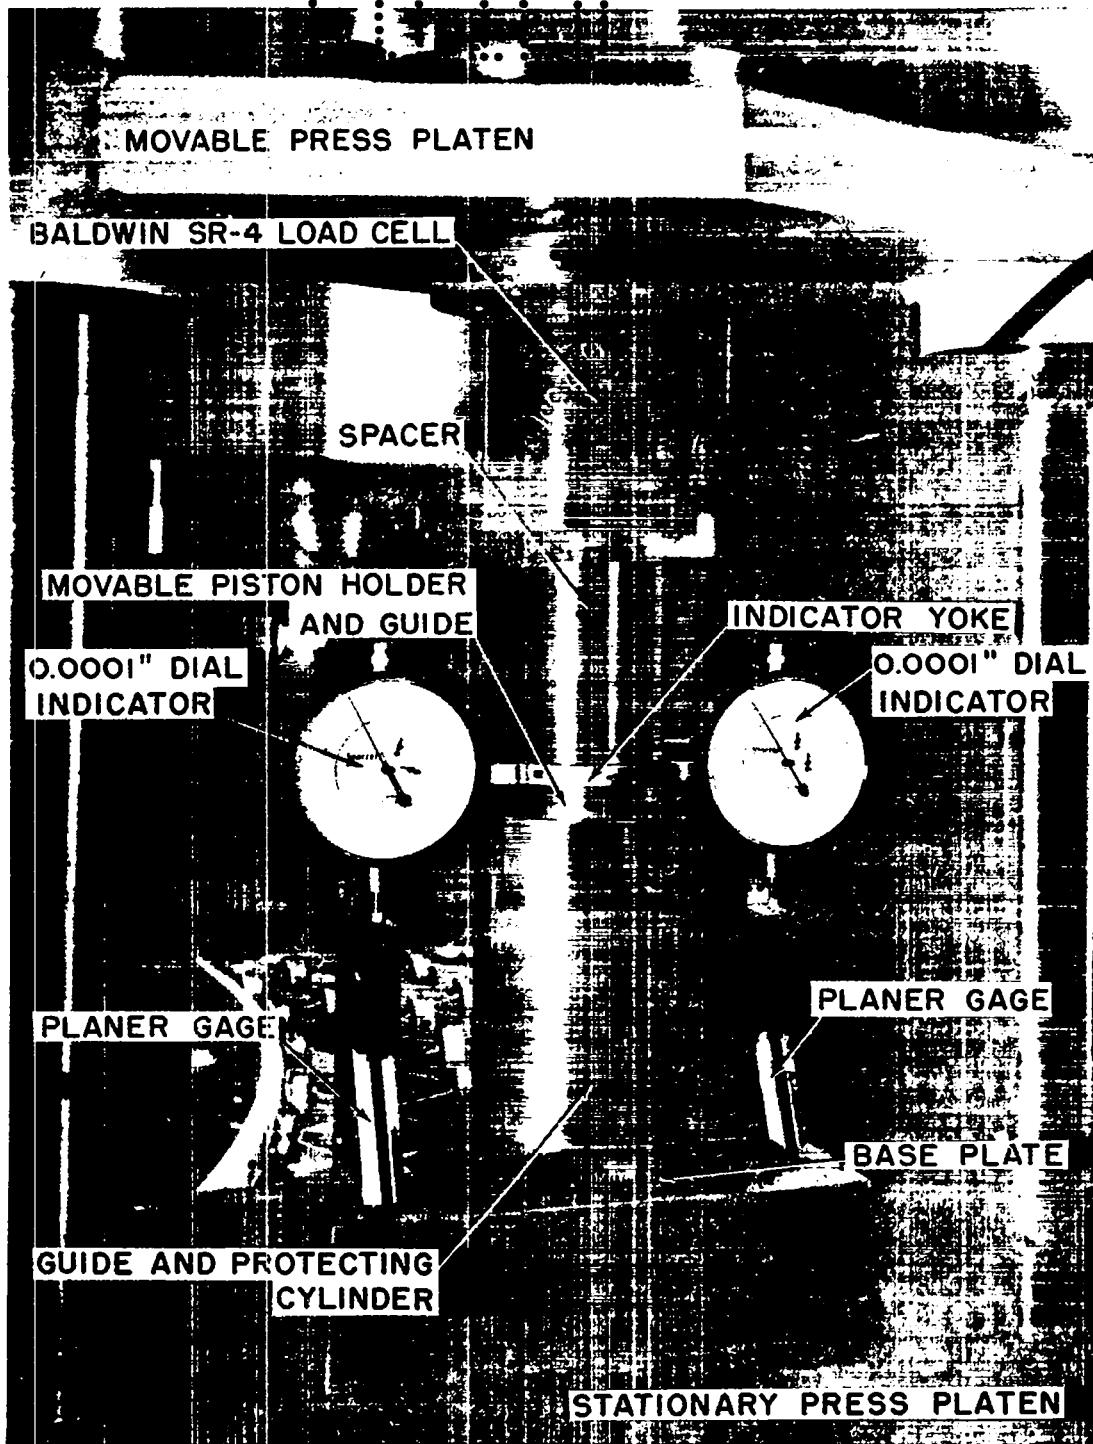 MOVABLE PRESS PLATEN
BALDWIN SR-4 LOAD CELL
SPACER
MOVABLE PISTON HOLDER
AND GUIDE
INDICATOR YOKE
0.0001" DIAL
INDICATOR
0.0001" DIAL
INDICATOR
PLANER GAGE
PLANER GAGE
BASE PLATE
GUIDE AND PROTECTING
CYLINDER
STATIONARY PRESS PLATEN